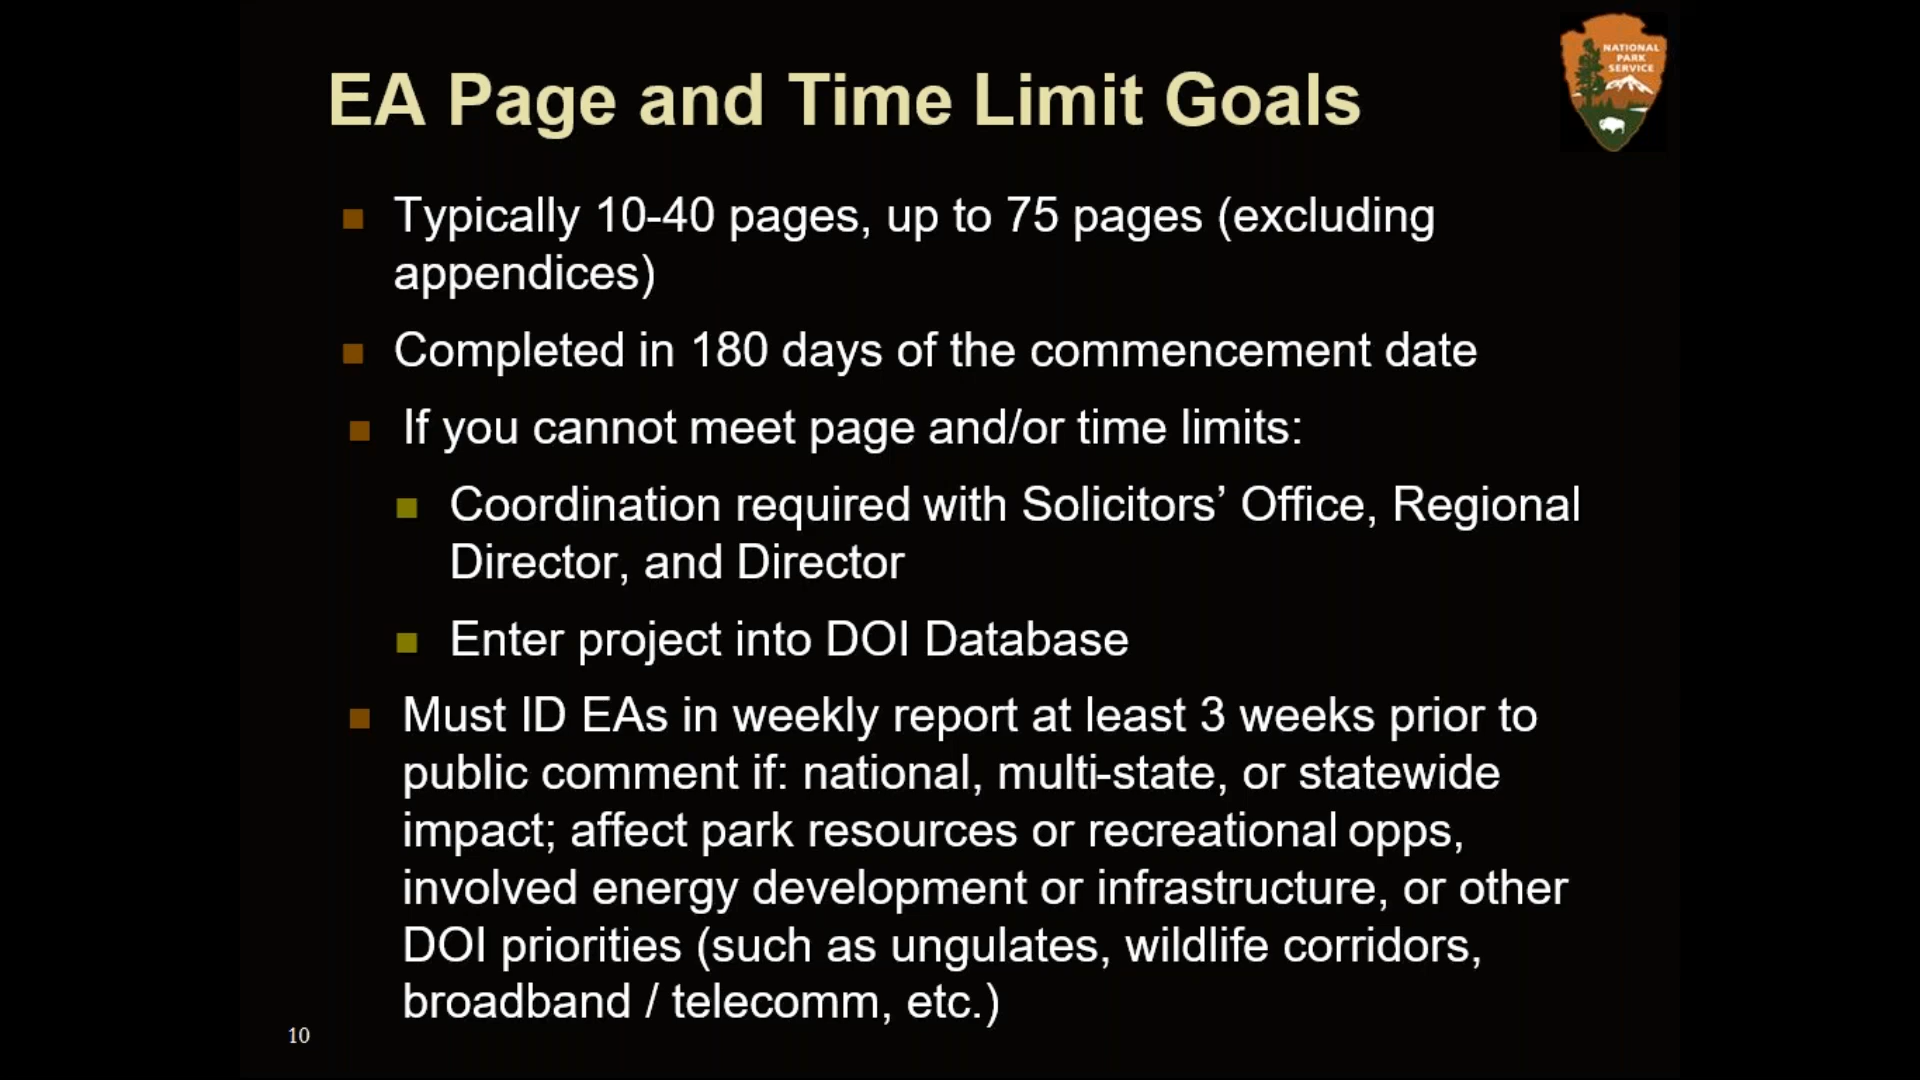 NATIONAL
PARK
SERVICE
EA Page and Time Limit Goals
Typically 10-40 pages, up to 75 pages (excluding
appendices)
Completed in 180 days of the commencement date
If you cannot meet page and/or time limits:
Coordination required with Solicitors’ Office, Regional
Director, and Director
Enter project into DOI Database
Must ID EAs in weekly report at least 3 weeks prior to
public comment if: national, multi-state, or statewide
impact; affect park resources or recreational opps,
involved energy development or infrastructure, or other
DOI priorities (such as ungulates, wildlife corridors,
broadband / telecomm, etc.)
10